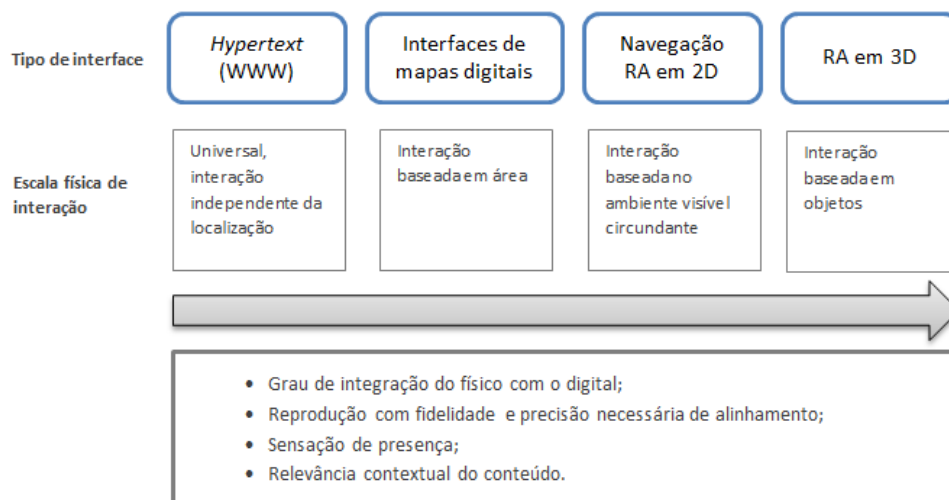 Tipo de interface
Hypertext
(WWW)
Interfaces de
mapas digitais
Navegação
RA em 2D
RA em 3D
Escala física de
interação
Universal,
interação
independente da
localização
Interação
baseada em área
Interação
baseada no
ambiente visível
circundante
Interação
baseada em
objetos
• Grau de integração do físico com o digital;
• Reprodução com fidelidade e precisão necessária de alinhamento;
• Sensação de presença;
• Relevância contextual do conteúdo.